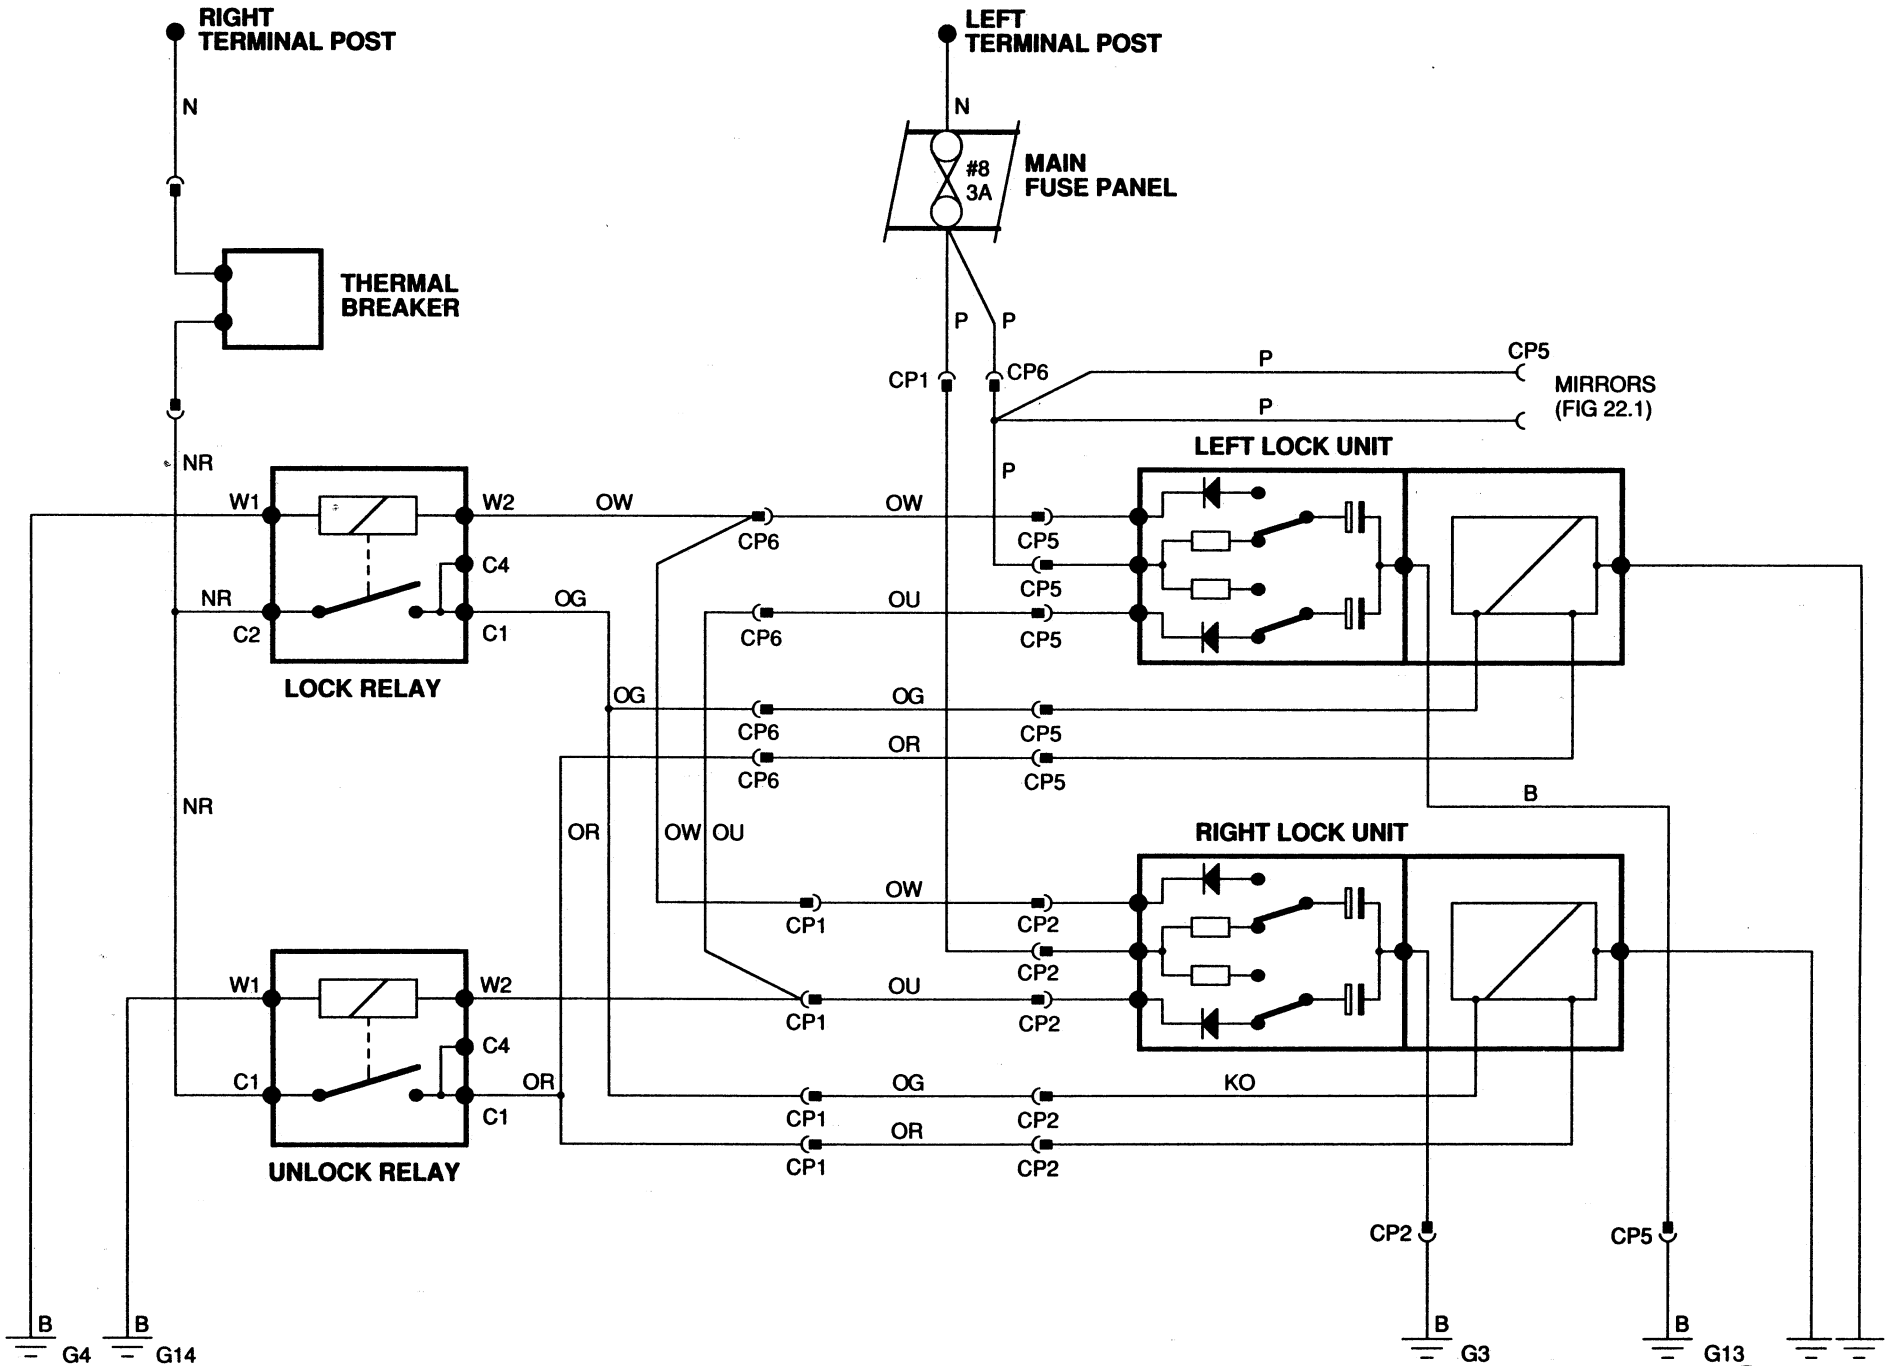 RIGHT
TERMINAL POST
LEFT
TERMINAL POST
N
N
#8
3A
MAIN
FUSE PANEL
THERMAL
BREAKER
P
P
CP1
CP6
P
CP5
P
MIRRORS
(FIG 22.1)
LEFT LOCK UNIT
NR
P
W1
W2
OW
OW
CP6
CP5
C4
CP5
NR
C2
C1
OG
OU
CP6
CP5
LOCK RELAY
OG
OG
CP6
CP5
OR
CP6
CP5
NR
B
OR
OW
OU
RIGHT LOCK UNIT
OW
CP1
CP2
CP2
W1
W2
OU
CP1
CP2
C4
C1
OR
C1
OG
KO
CP1
CP2
OR
CP1
CP2
UNLOCK RELAY
CP2
CP5
B
G4
B
G14
B
G3
B
G13